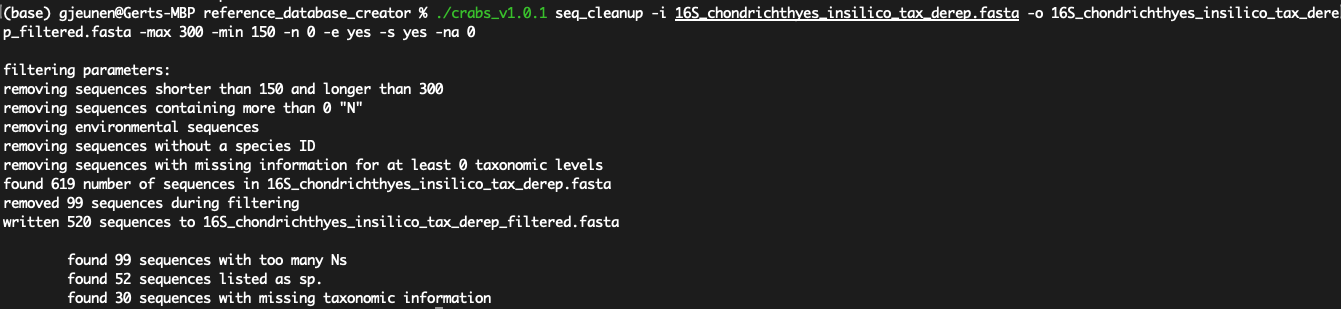 (base) gjeunen@Gerts-MBP reference_database_creator % ./crabs_v1.0.1 seq_cleanup -i 16S_chondrichthyes_insilico_tax_derep.fasta -o 16S_chondrichthyes_insilico_tax_dere
p_filtered.fasta -max 300 -min 150 -n 0 -e yes -s yes -na 0
filtering parameters:
removing sequences shorter than 150 and longer than 300
removing sequences containing more than 0 "N"
removing environmental sequences
removing sequences without a species ID
removing sequences with missing information for at least 0 taxonomic levels
found 619 number of sequences in 16S_chondrichthyes_insilico_tax_derep.fasta
removed 99 sequences during filtering
written 520 sequences to 16S_chondrichthyes_insilico_tax_derep_filtered.fasta
found 99 sequences with too many Ns
found 52 sequences listed as sp.
found 30 sequences with missing taxonomic information